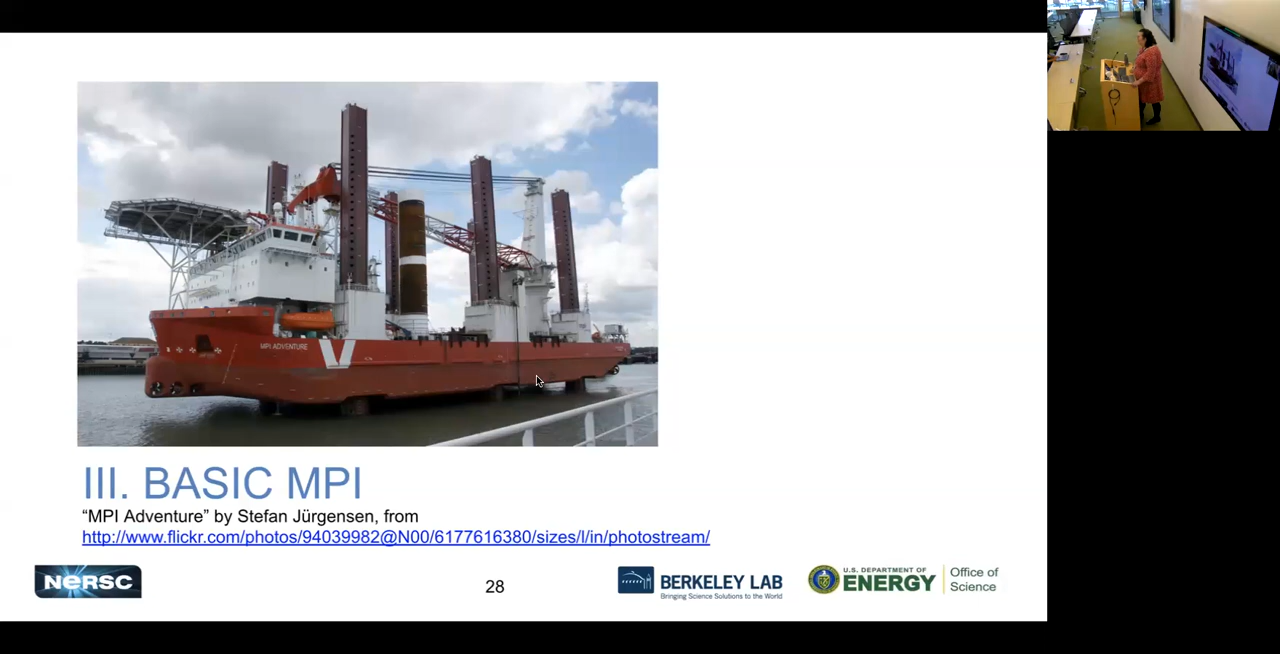 MPI ADVENTURE
III. BASIC MPI
“MPI Adventure” by Stefan Jürgensen, from
http://www.flickr.com/photos/94039982@N00/6177616380/sizes/l/in/photostream/
NERSC
28
BERKELEY LAB
Bringing Science Solutions to the World
U.S. DEPARTMENT OF
ENERGY
Office of
Science